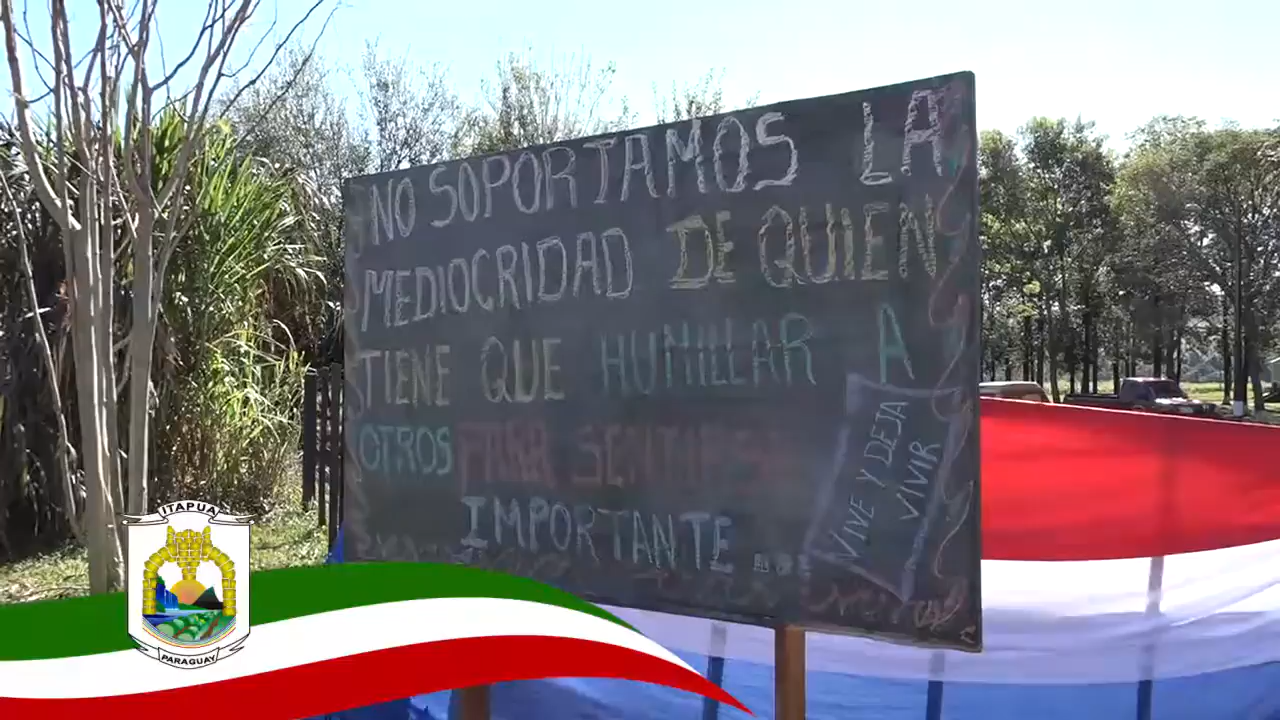 NO SOPORTAMOS LA
MEDIOCRIDAD DE QUIEN
TIENE QUE HUMILLAR A
OTROS PARA SENTIRSE
IMPORTANTE...
VIVE Y DEJA
VIVIR
ITAPUA
PARAGUAY